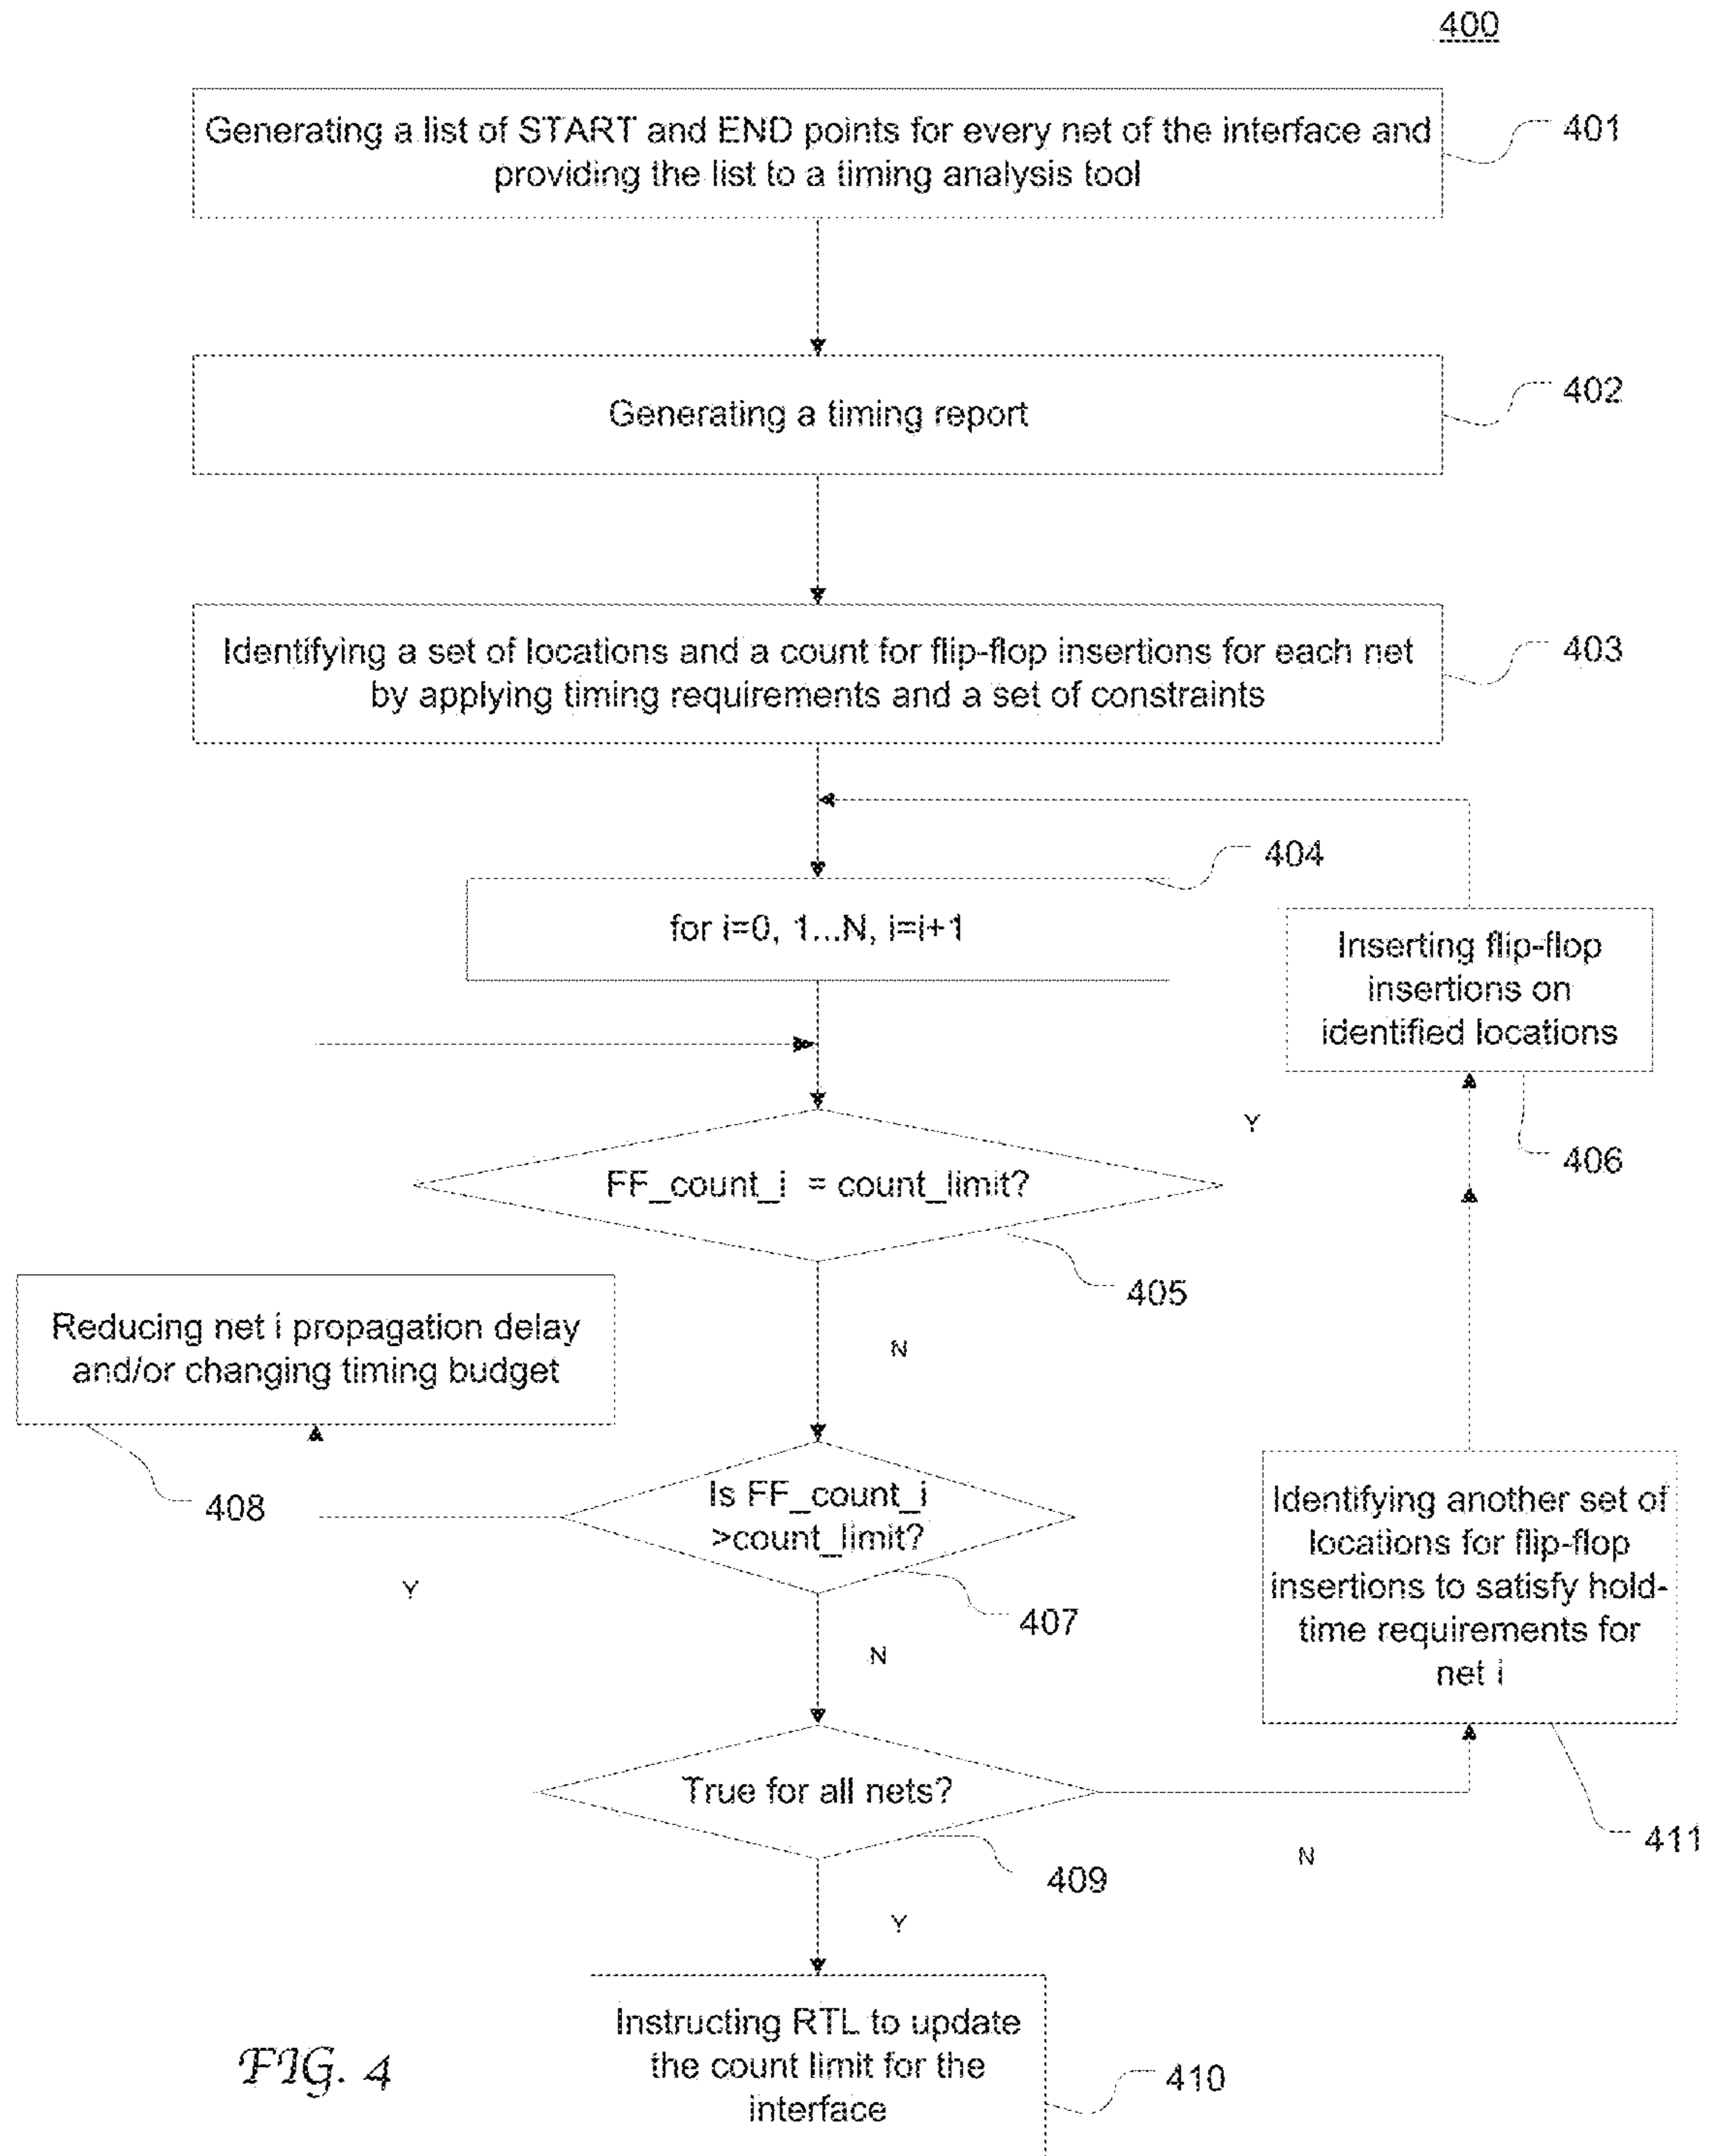 400
Generating a list of START and END points for every net of the interface and
providing the list to a timing analysis tool
401
Generating a timing report
402
Identifying a set of locations and a count for flip-flop insertions for each net
by applying timing requirements and a set of constraints
403
404
for i=0, 1...N, i=i+1
Inserting flip-flop
insertions on
identified locations
406
Y
FF_count_i = count_limit?
405
N
Reducing net i propagation delay
and/or changing timing budget
408
Is FF_count_i
>count_limit?
407
Y
N
Identifying another set of
locations for flip-flop
insertions to satisfy hold-
time requirements for
net i
411
True for all nets?
409
N
Y
Instructing RTL to update
the count limit for the
interface
410
FIG. 4